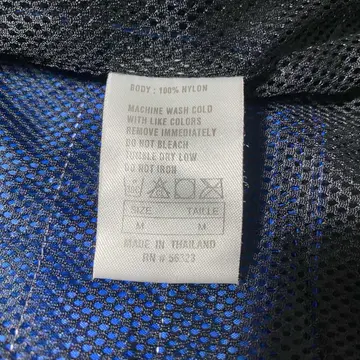 BODY : 100% NYLON
MACHINE WASH COLD
WITH LIKE COLORS
REMOVE IMMEDIATELY
DO NOT BLEACH
TUMBLE DRY LOW
DO NOT IRON
SIZE TAILLE
M M
MADE IN THAILAND
RN # 56323